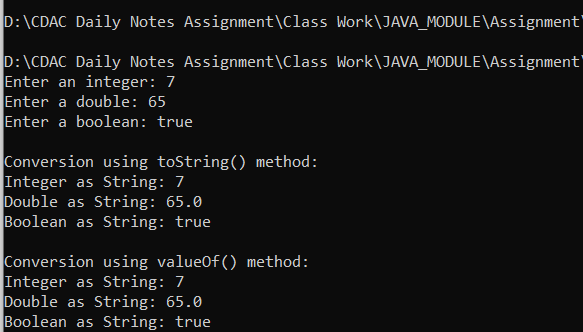 D:\CDAC Daily Notes Assignment\Class Work\JAVA_MODULE\Assignment\
D:\CDAC Daily Notes Assignment\Class Work\JAVA_MODULE\Assignment\
Enter an integer: 7
Enter a double: 65
Enter a boolean: true
Conversion using toString() method:
Integer as String: 7
Double as String: 65.0
Boolean as String: true
Conversion using valueOf() method:
Integer as String: 7
Double as String: 65.0
Boolean as String: true